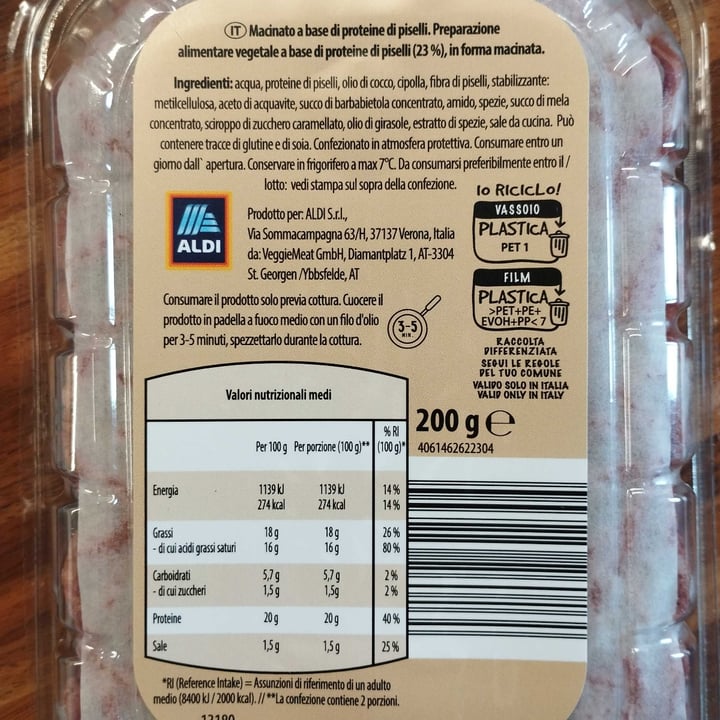 IT Macinato a base di proteine di piselli. Preparazione
alimentare vegetale a base di proteine di piselli (23 %), in forma macinata.
Ingredienti: acqua, proteine di piselli, olio di cocco, cipolla, fibra di piselli, stabilizzante:
metilcellulosa, aceto di acquavite, succo di barbabietola concentrato, amido, spezie, succo di mela
concentrato, sciroppo di zucchero caramellato, olio di girasole, estratto di spezie, sale da cucina. Può
contenere tracce di glutine e di soia. Confezionato in atmosfera protettiva. Consumare entro un
giorno dall` apertura. Conservare in frigorifero a max 7°C. Da consumarsi preferibilmente entro il /
lotto: vedi stampa sul sopra della confezione.
ALDI
Prodotto per: ALDI S.r.l.,
Via Sommacampagna 63/H, 37137 Verona, Italia
da: VeggieMeat GmbH, Diamantplatz 1, AT-3304
St. Georgen /Ybbsfelde, AT
IO RICICLO!
VASSOIO
PLASTICA
PET 1
FILM
PLASTICA
>PET+PE+
EVOH+PP< 7
RACCOLTA
DIFFERENZIATA
SEGUI LE REGOLE
DEL TUO COMUNE
VALIDO SOLO IN ITALIA
VALID ONLY IN ITALY
Consumare il prodotto solo previa cottura. Cuocere il
prodotto in padella a fuoco medio con un filo d'olio
per 3-5 minuti, spezzettarlo durante la cottura.
3-5
MIN.
200 g e
4061462622304
Valori nutrizionali medi
Per 100 g Per porzione (100 g)** % RI (100 g)*
Energia 1139 kJ 1139 kJ 14 %
274 kcal 274 kcal 14 %
Grassi 18 g 18 g 26 %
- di cui acidi grassi saturi 16 g 16 g 80 %
Carboidrati 5,7 g 5,7 g 2 %
- di cui zuccheri 1,5 g 1,5g 2 %
Proteine 20 g 20 g 40 %
Sale 1,5 g 1,5 g 25 %
*RI (Reference Intake) = Assunzioni di riferimento di un adulto
medio (8400 kJ / 2000 kcal). // **La confezione contiene 2 porzioni.